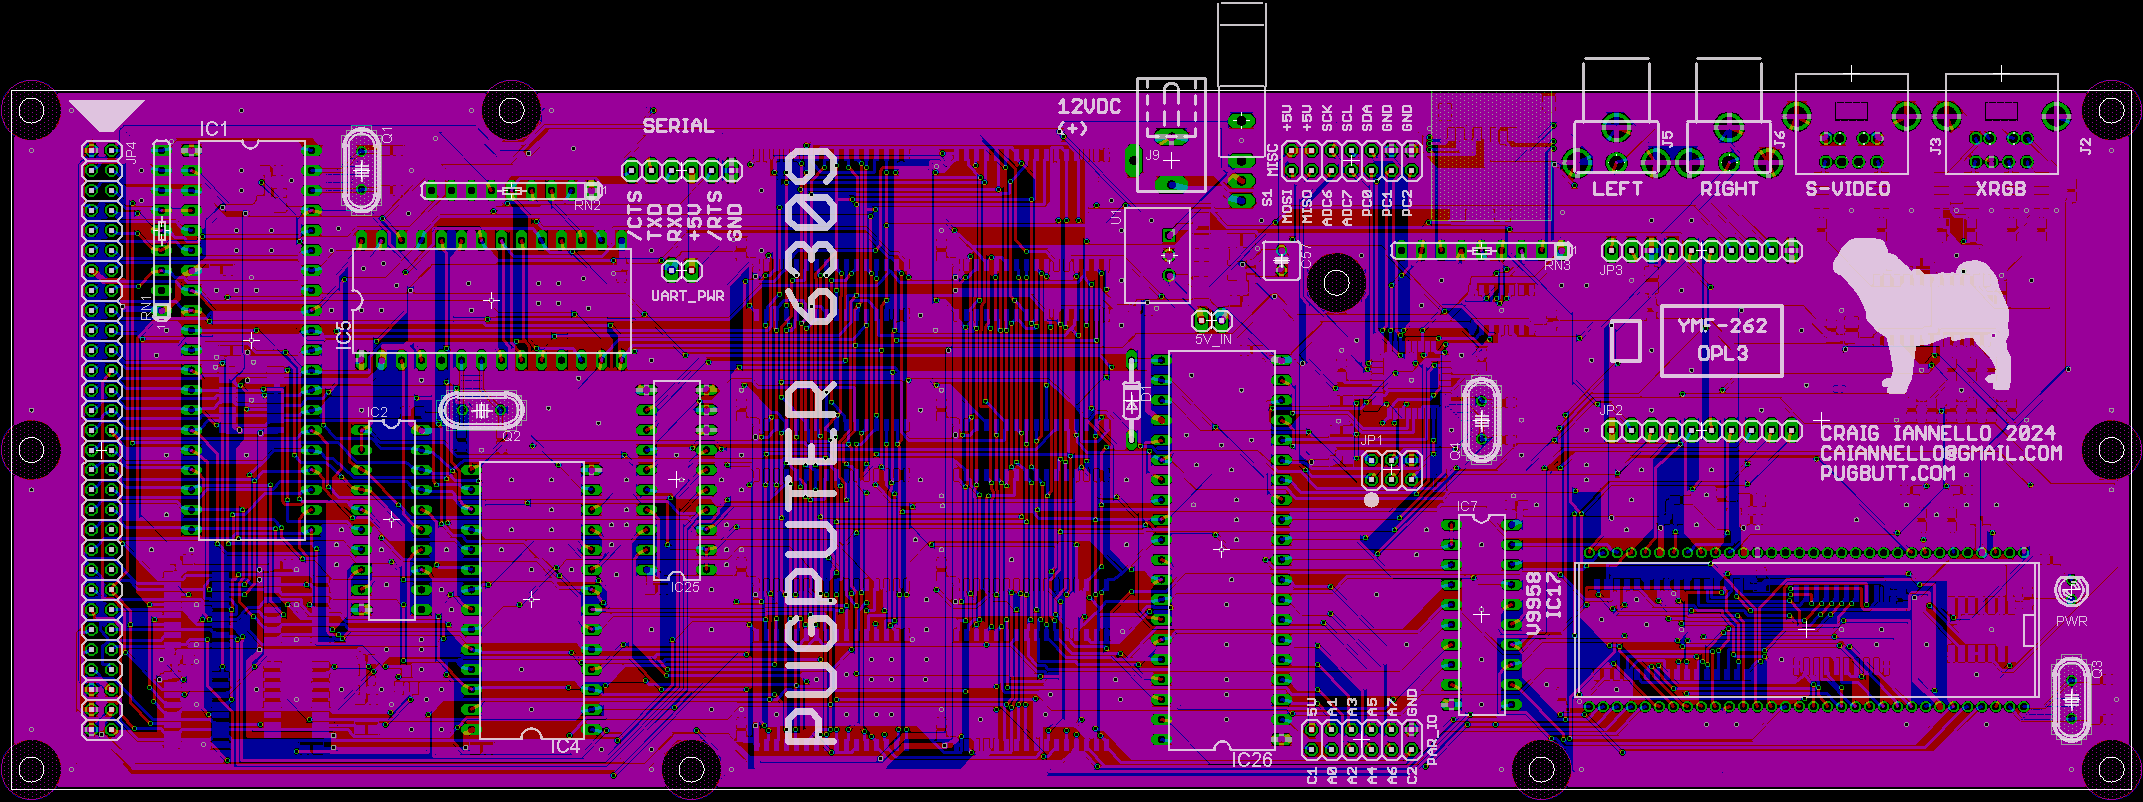 12VDC
(+)
SERIAL
IC1
JP4
Q1
RN2
/CTS
TXD
RXD
+5V
/RTS
GND
UART_PWR
RN1
IC5
IC2
Q2
IC25
IC4
PUGPUTER 6309
J9
U1
S1
MISC
+5V
+5V
SCK
SCL
SDA
GND
GND
MOSI
MISO
ADC6
ADC7
PC0
PC1
PC2
C57
RN3
5V_IN
JP1
Q4
IC7
IC26
5V
A1
A3
A5
A7
GND
C1
A0
A2
A4
A6
C2
PAR_IO
J5
J6
J3
J2
LEFT
RIGHT
S-VIDEO
XRGB
JP3
YMF-262
OPL3
JP2
CRAIG IANNELLO 2024
CAIANNELLO@GMAIL.COM
PUGBUTT.COM
V9958
IC17
PWR
Q3